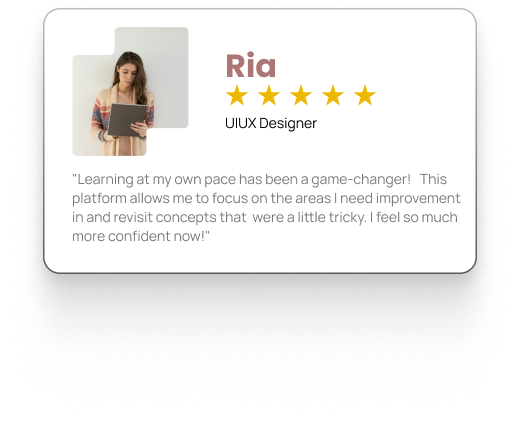 Ria
UIUX Designer
"Learning at my own pace has been a game-changer!  This
platform allows me to focus on the areas I need improvement
in and revisit concepts that  were a little tricky. I feel so much
more confident now!"